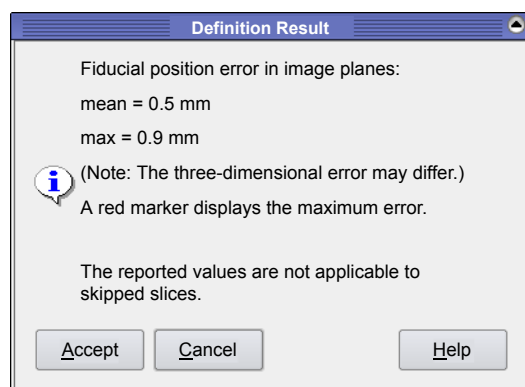 Definition Result
Fiducial position error in image planes:
mean = 0.5 mm
max = 0.9 mm
(Note: The three-dimensional error may differ.)
A red marker displays the maximum error.
The reported values are not applicable to
skipped slices.
Accept Cancel Help